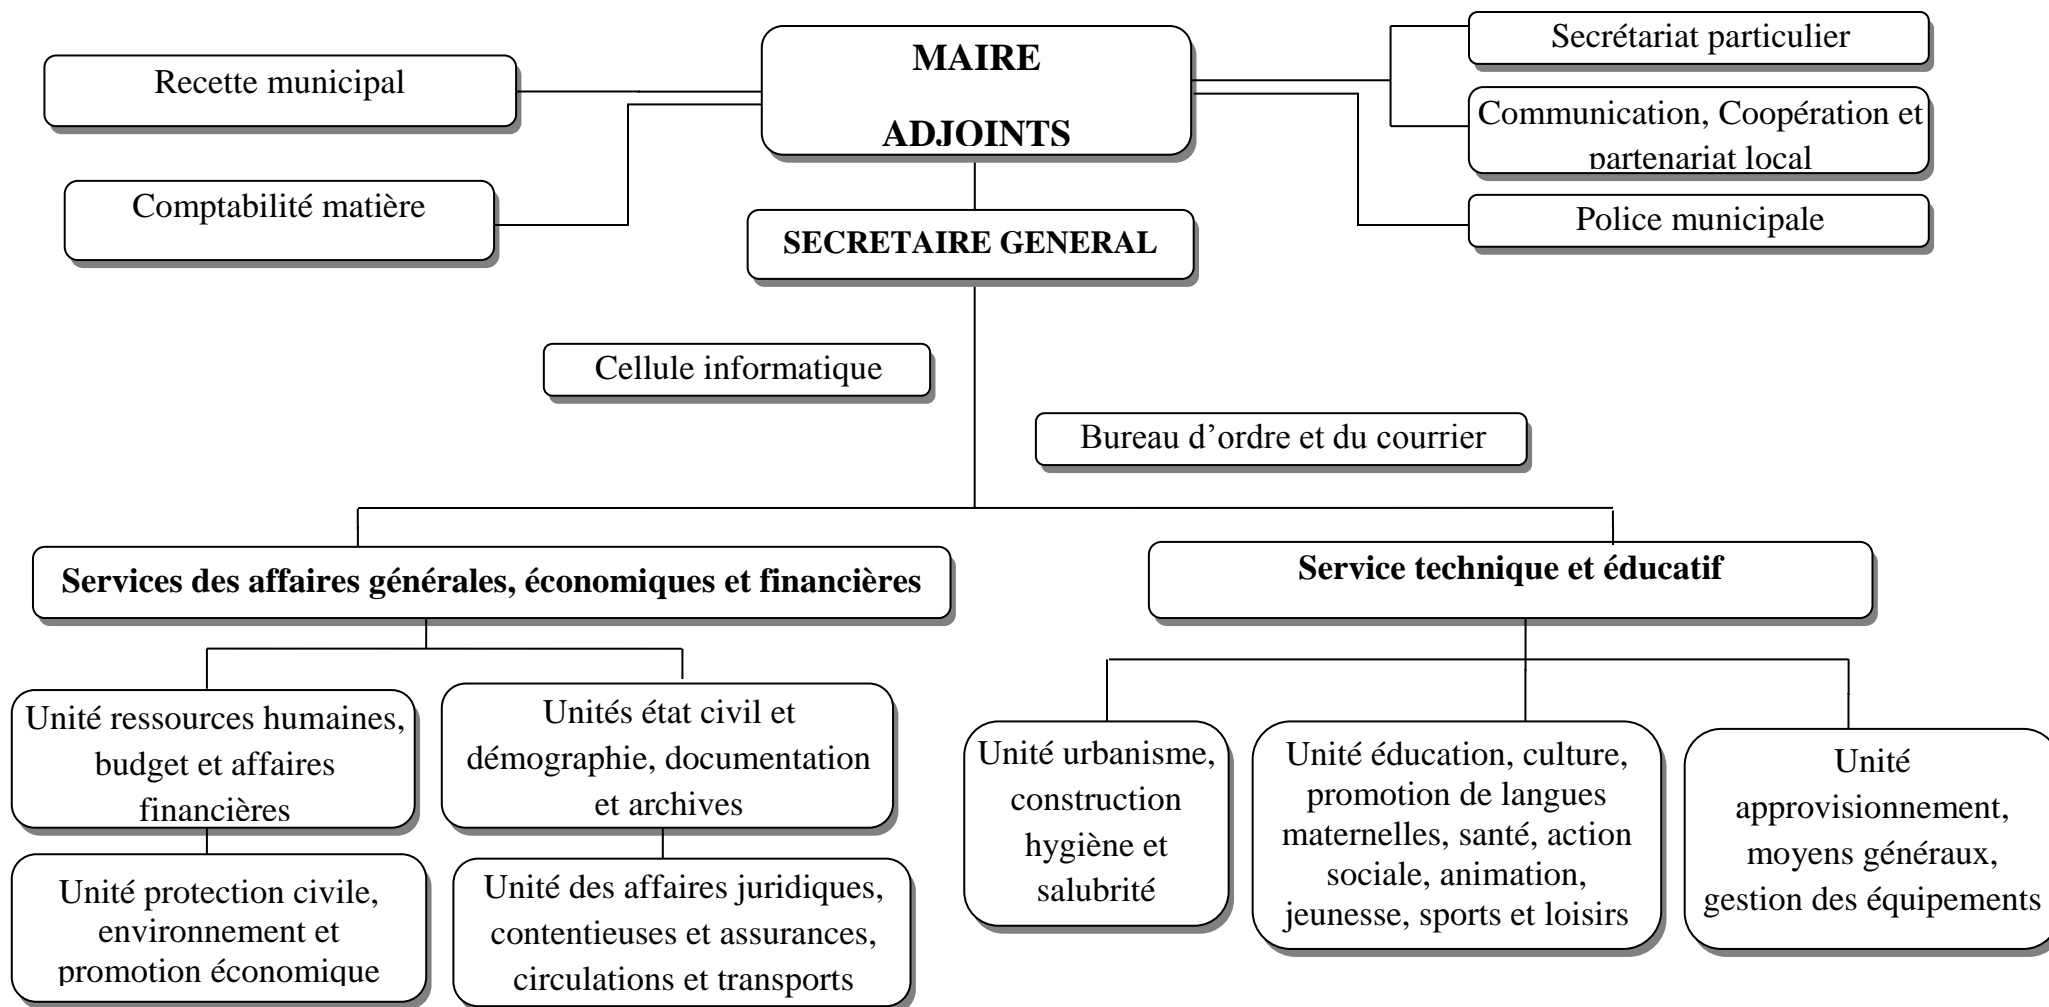 Recette municipal
MAIRE
ADJOINTS
Secrétariat particulier
Communication, Coopération et
partenariat local
Comptabilité matière
Police municipale
SECRETAIRE GENERAL
Cellule informatique
Bureau d’ordre et du courrier
Services des affaires générales, économiques et financières
Service technique et éducatif
Unité ressources humaines,
budget et affaires
financières
Unités état civil et
démographie, documentation
et archives
Unité urbanisme,
construction
hygiène et
salubrité
Unité éducation, culture,
promotion de langues
maternelles, santé, action
sociale, animation,
jeunesse, sports et loisirs
Unité
approvisionnement,
moyens généraux,
gestion des équipements
Unité protection civile,
environnement et
promotion économique
Unité des affaires juridiques,
contentieuses et assurances,
circulations et transports